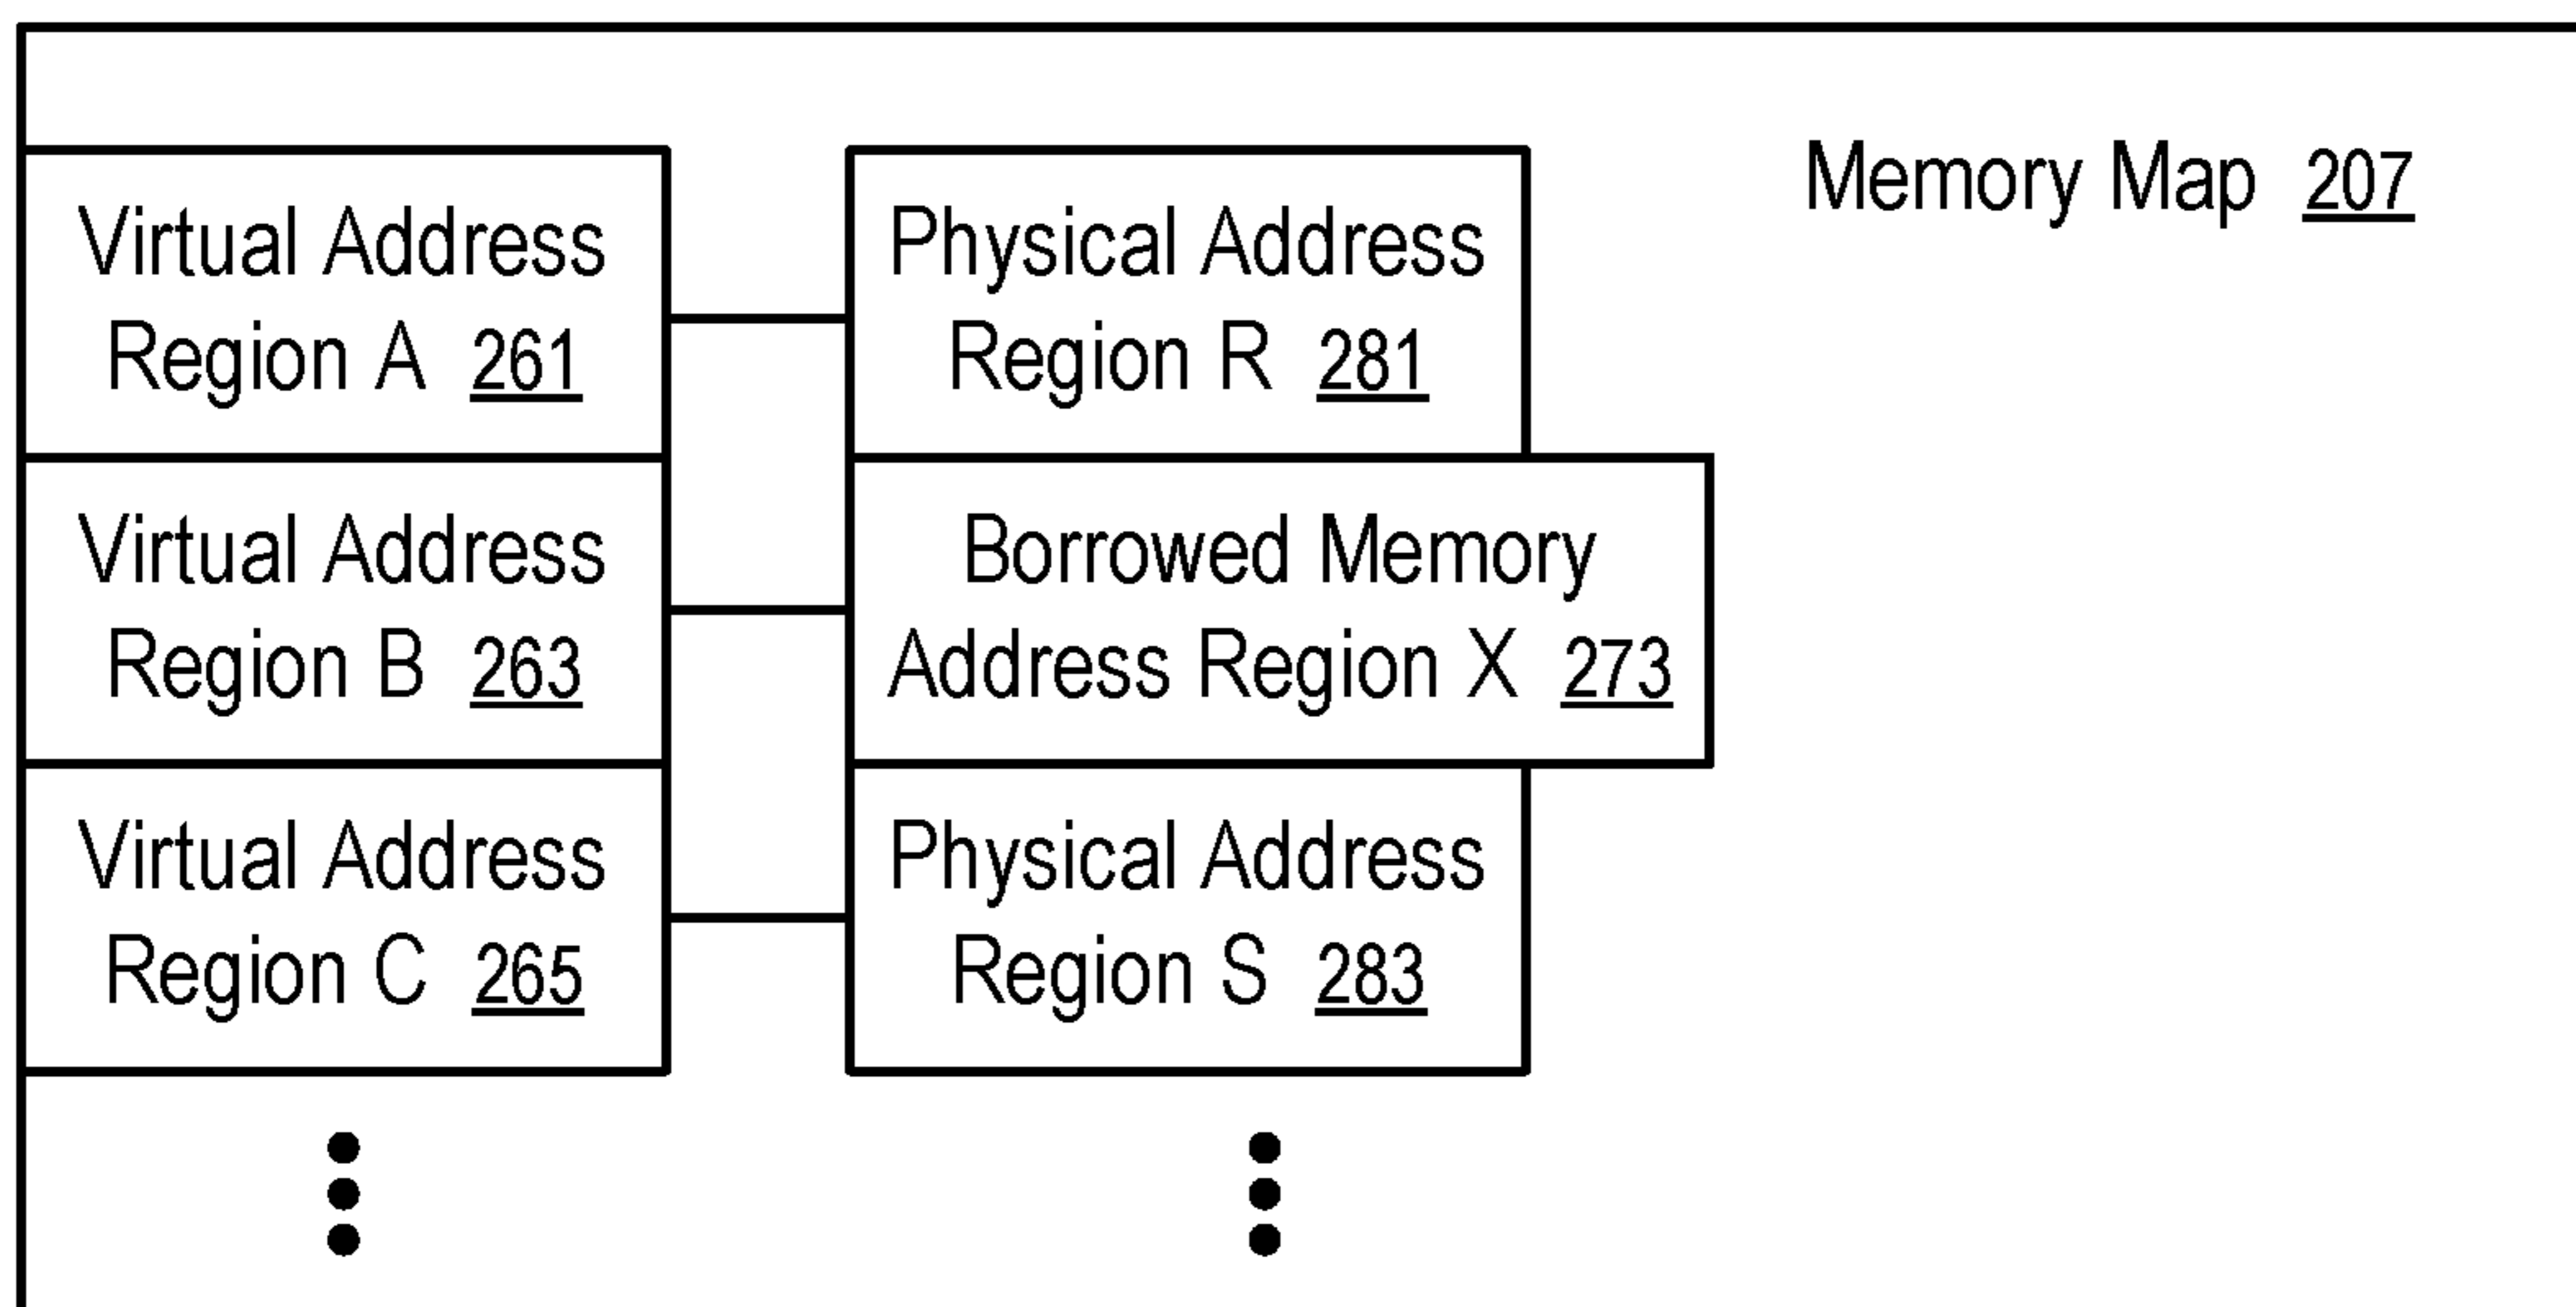 Memory Map 207
Virtual Address
Region A 261
Physical Address
Region R 281
Virtual Address
Region B 263
Borrowed Memory
Address Region X 273
Virtual Address
Region C 265
Physical Address
Region S 283